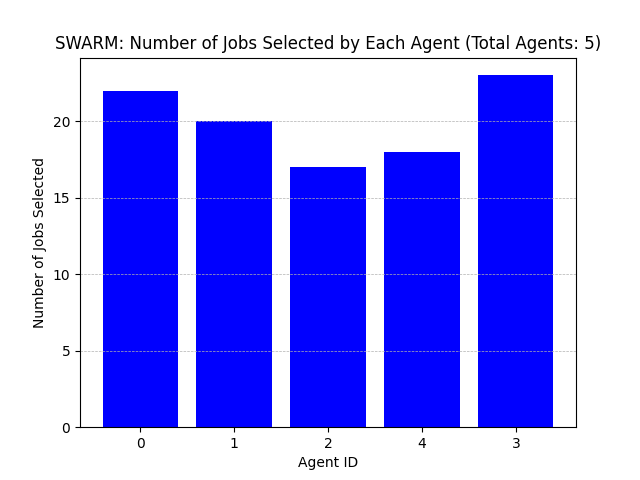 SWARM: Number of Jobs Selected by Each Agent (Total Agents: 5)
Number of Jobs Selected
20
15
10
5
0
0 1 2 4 3
Agent ID